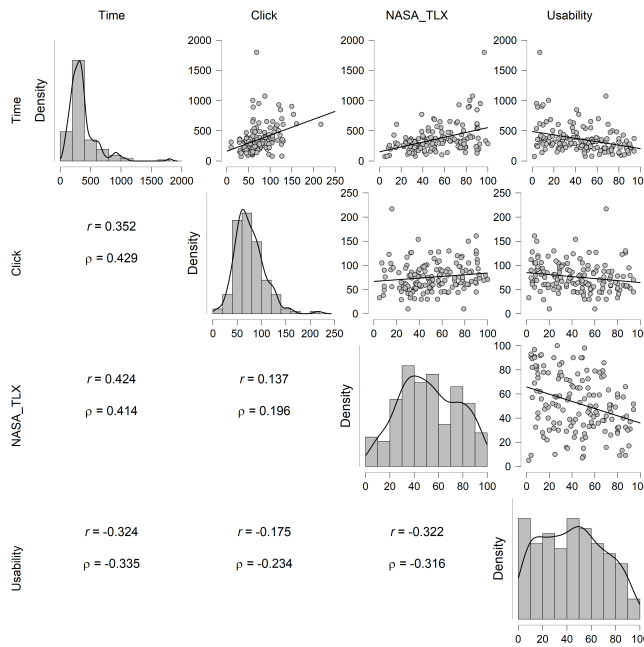 Time Click NASA_TLX Usability
Time
Density
0 500 1000 1500 2000
2000
1500
1000
500
0
0 50 100 150 200 250
2000
1500
1000
500
0
0 20 40 60 80 100
2000
1500
1000
500
0
0 20 40 60 80 100
Click
r = 0.352
ρ = 0.429
Density
0 50 100 150 200 250
250
200
150
100
50
0
0 20 40 60 80 100
250
200
150
100
50
0
0 20 40 60 80 100
NASA_TLX
r = 0.424
ρ = 0.414
r = 0.137
ρ = 0.196
Density
0 20 40 60 80 100
100
80
60
40
20
0
0 20 40 60 80 100
Usability
r = -0.324
ρ = -0.335
r = -0.175
ρ = -0.234
r = -0.322
ρ = -0.316
Density
0 20 40 60 80 100